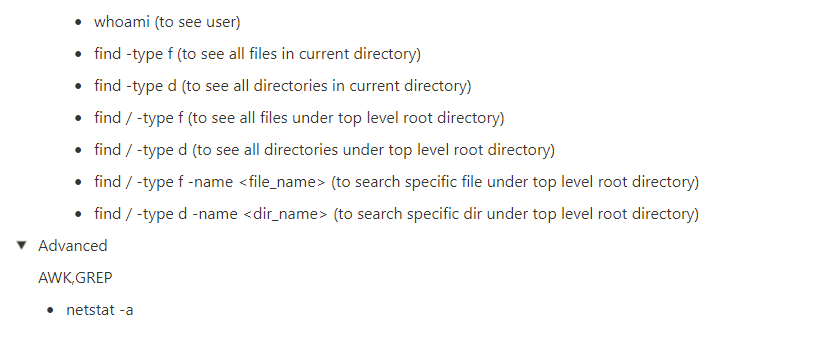 whoami (to see user)
find -type f (to see all files in current directory)
find -type d (to see all directories in current directory)
find / -type f (to see all files under top level root directory)
find / -type d (to see all directories under top level root directory)
find / -type f -name <file_name> (to search specific file under top level root directory)
find / -type d -name <dir_name> (to search specific dir under top level root directory)
Advanced
AWK,GREP
netstat -a